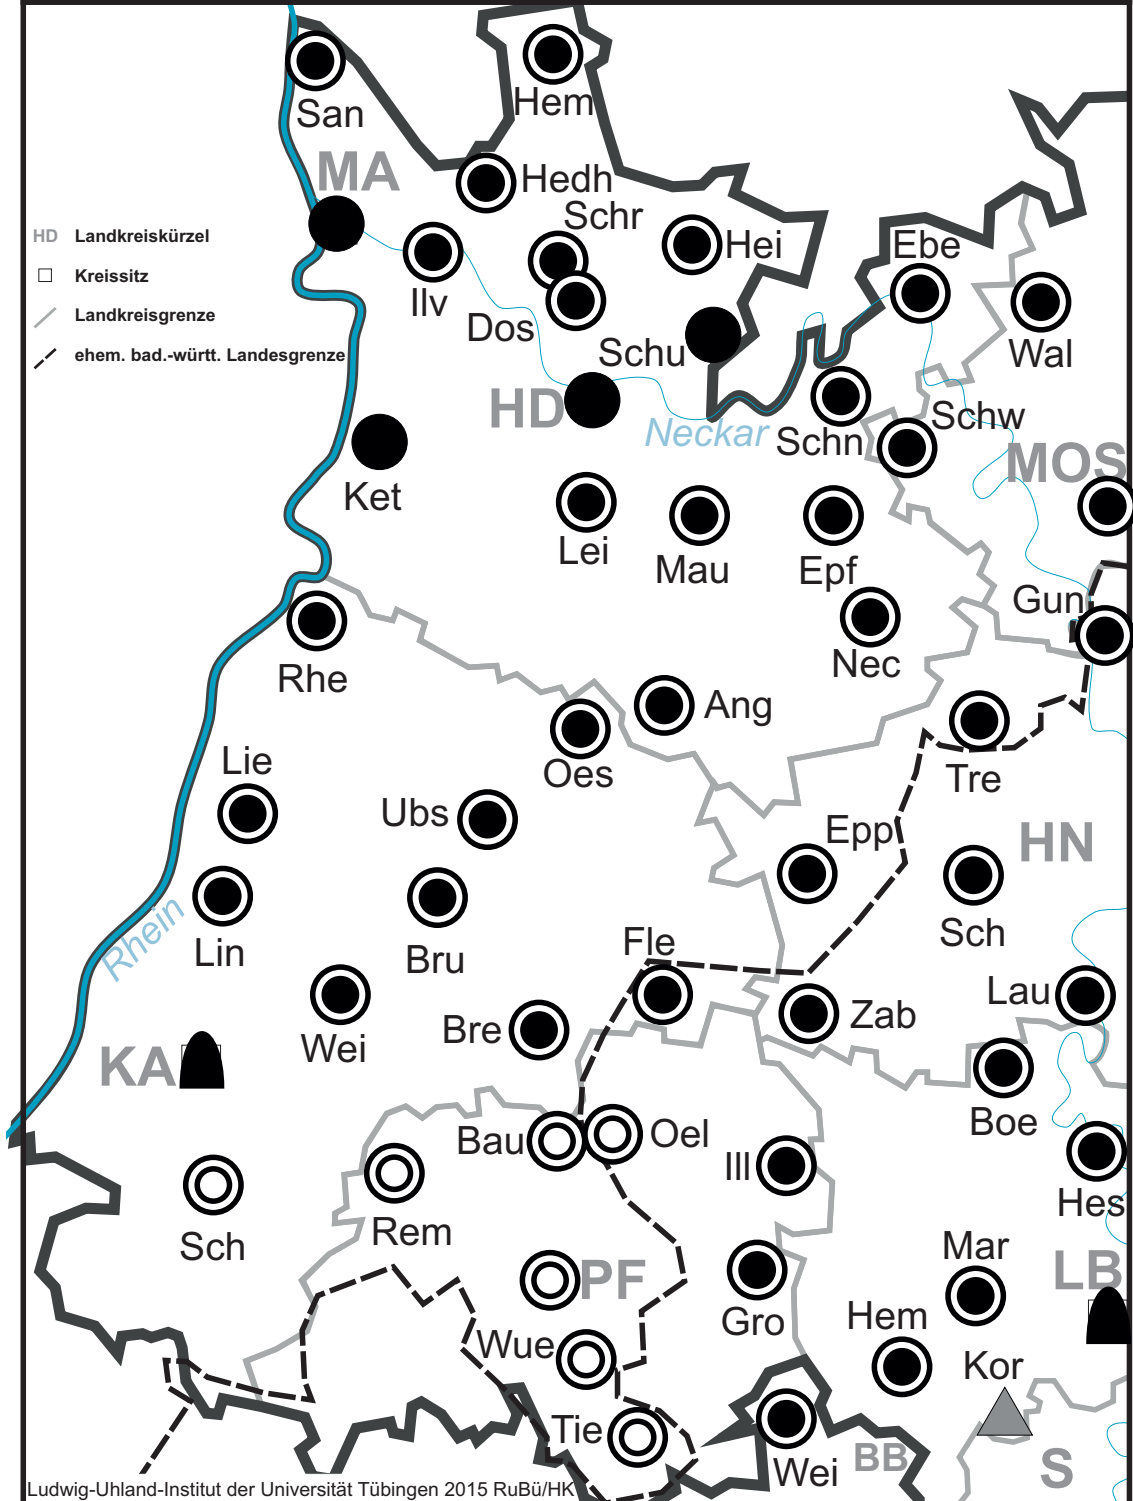 San
Hem
MA
Hedh
Schr
Hei
Ebe
HD Landkreiskürzel
Kreissitz
Landkreisgrenze
ehem. bad.-württ. Landesgrenze
Ilv
Dos
Schu
Wal
HD
Neckar
Schn
Schw
MOS
Ket
Lei
Mau
Epf
Gun
Rhe
Nec
Ang
Oes
Tre
Lie
Ubs
Epp
HN
Rhein
Lin
Bru
Fle
Sch
Lau
Wei
Bre
Zab
KA
Boe
Bau
Oel
Ill
Hes
Sch
Rem
Mar
PF
LB
Gro
Hem
Wue
Kor
Tie
Wei
BB
S
Ludwig-Uhland-Institut der Universität Tübingen 2015 RuBü/HK